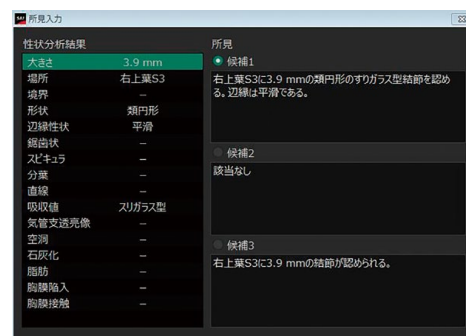 所見入力
性状分析結果
大きさ 3.9 mm
場所 右上葉S3
境界 －
形状 類円形
辺縁性状 平滑
鋸歯状 －
スピキュラ －
分葉 －
直線 －
吸収値 スリガラス型
気管支透亮像 －
空洞 －
石灰化 －
脂肪 －
胸膜陥入 －
胸膜接触 －
所見
候補1
右上葉S3に3.9 mmの類円形のすりガラス型結節を認め
る。辺縁は平滑である。
候補2
該当なし
候補3
右上葉S3に3.9 mmの結節が認められる。